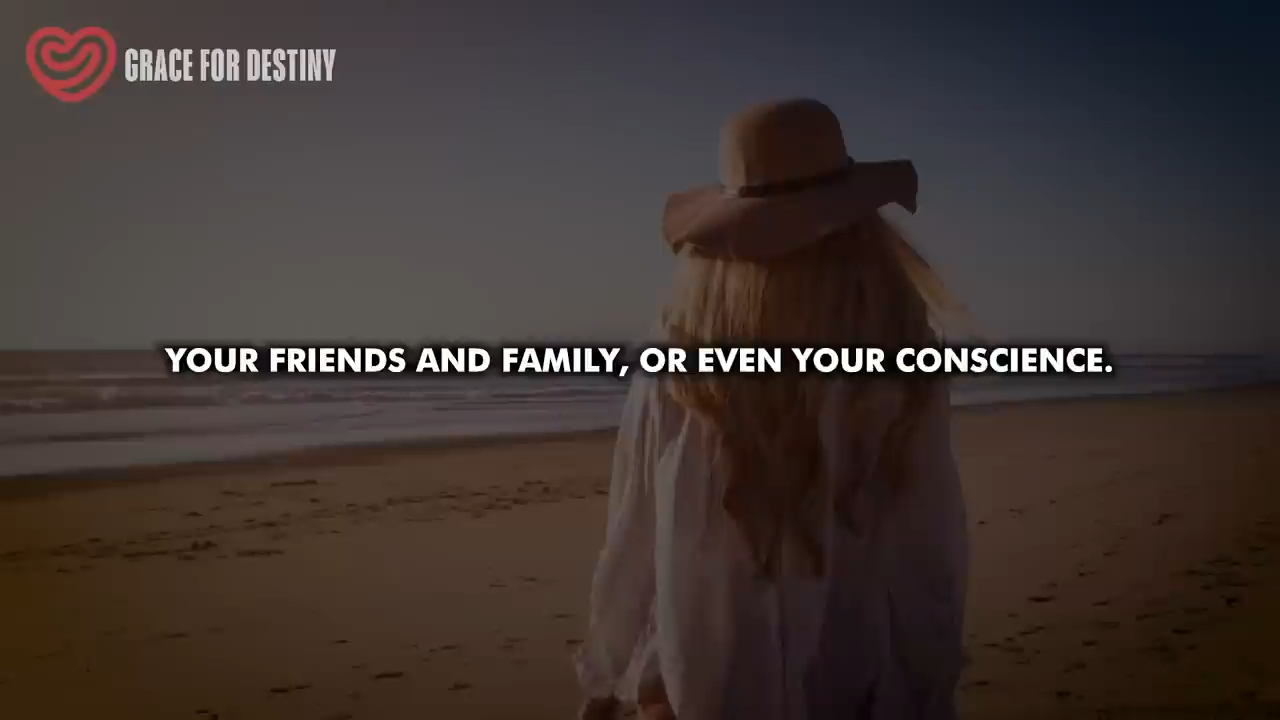 GRACE FOR DESTINY
YOUR FRIENDS AND FAMILY, OR EVEN YOUR CONSCIENCE.